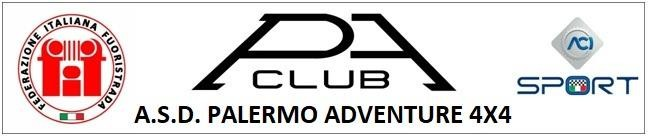 FEDERAZIONE ITALIANA FUORISTRADA
PA
CLUB
A.S.D. PALERMO ADVENTURE 4X4
ACI
SPORT